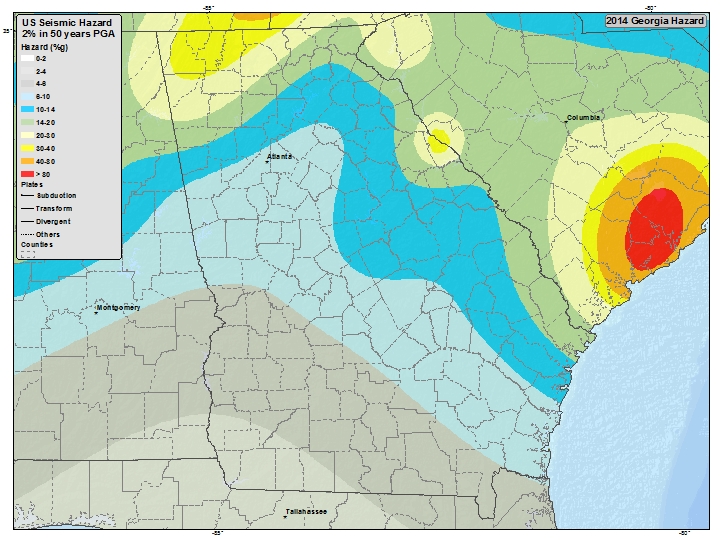 -85°
-80°
35°
US Seismic Hazard
2% in 50 years PGA
Hazard (%g)
0-2
2-4
4-6
6-10
10-14
14-20
20-30
30-40
40-80
> 80
Plates
Subduction
Transform
Divergent
Others
Counties
2014 Georgia Hazard
Columbia
Atlanta
Montgomery
Tallahassee
-85°
-80°